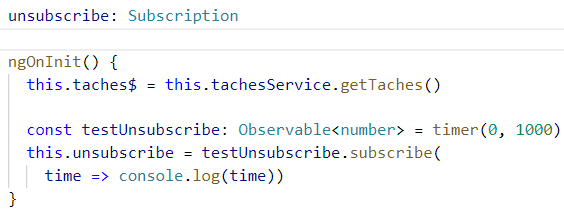 unsubscribe: Subscription
ngOnInit() {
this.taches$ = this.tachesService.getTaches()
const testUnsubscribe: Observable<number> = timer(0, 1000)
this.unsubscribe = testUnsubscribe.subscribe(
time => console.log(time))
}